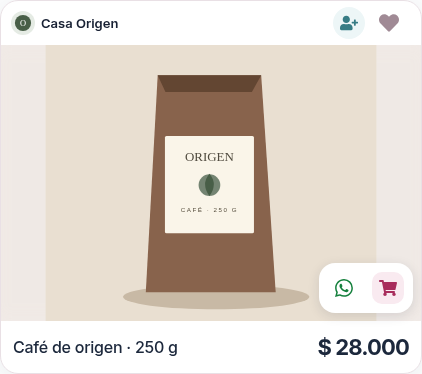 O
Casa Origen
ORIGEN
CAFÉ · 250 G
Café de origen · 250 g
$ 28.000